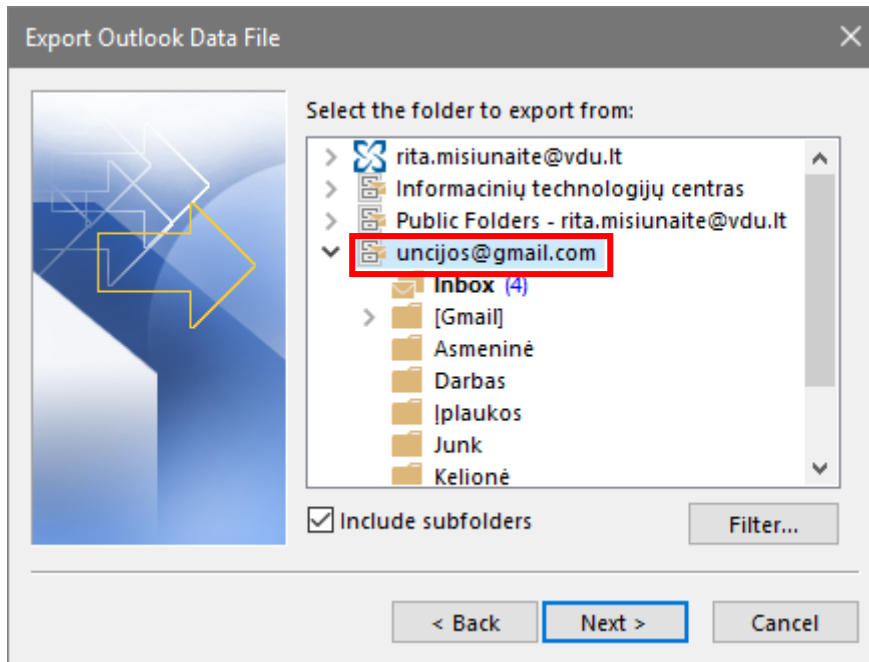 Export Outlook Data File
Select the folder to export from:
rita.misiunaite@vdu.lt
Informacinių technologijų centras
Public Folders - rita.misiunaite@vdu.lt
uncijos@gmail.com
Inbox (4)
[Gmail]
Asmeninė
Darbas
Įplaukos
Junk
Kelionė
Include subfolders
Filter...
< Back
Next >
Cancel